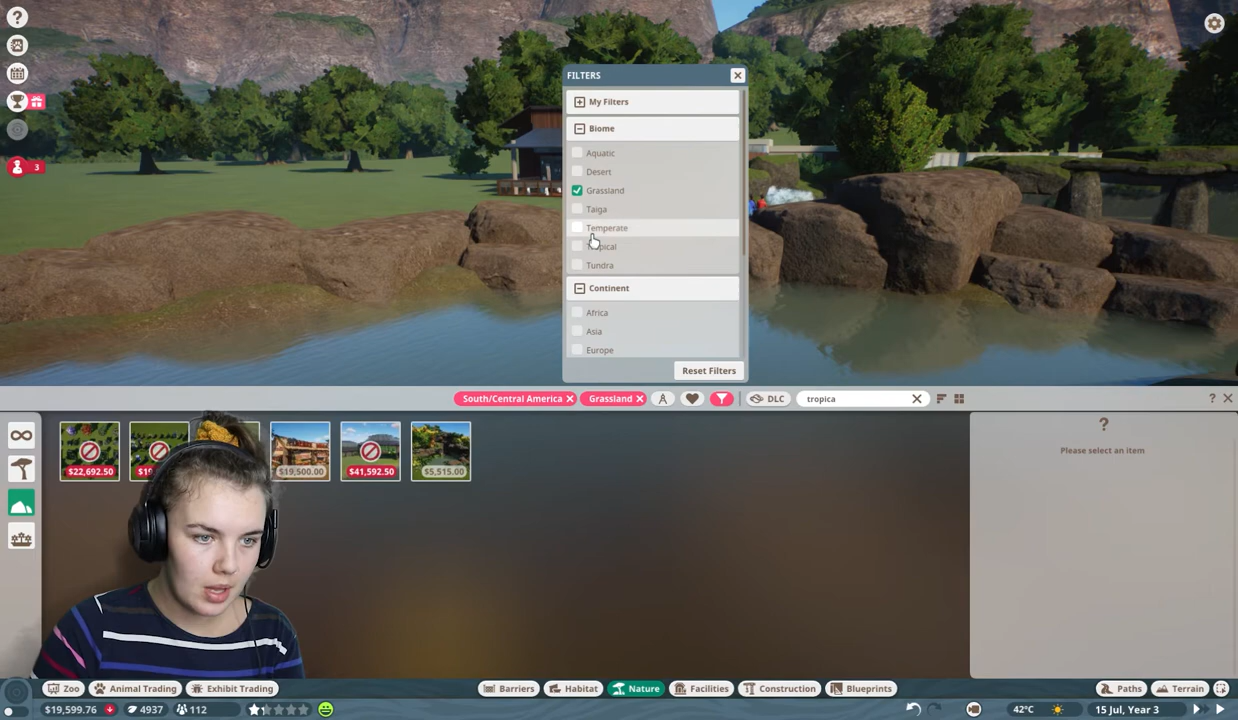 FILTERS
My Filters
Biome
Aquatic
Desert
Grassland
Taiga
Temperate
Tropical
Tundra
Continent
Africa
Asia
Europe
Reset Filters
3
South/Central America
Grassland
DLC
tropica
$22,692.50
$19,500.00
$41,592.50
$5,515.00
?
Please select an item
Zoo
Animal Trading
Exhibit Trading
Barriers
Habitat
Nature
Facilities
Construction
Blueprints
Paths
Terrain
$19,599.76
4937
112
42°C
15 Jul, Year 3